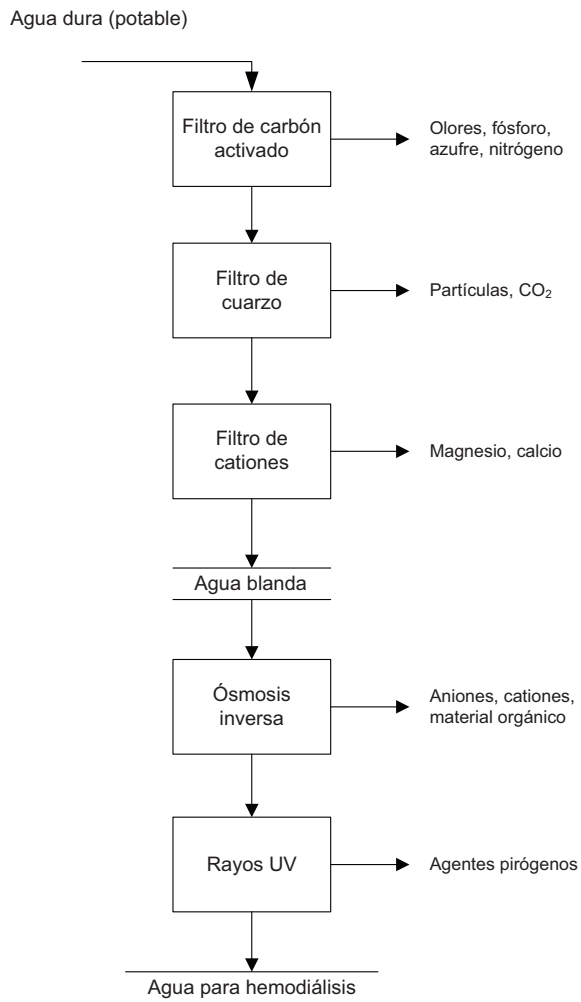 Agua dura (potable)
Filtro de carbón
activado
Olores, fósforo,
azufre, nitrógeno
Filtro de
cuarzo
Partículas, CO₂
Filtro de
cationes
Magnesio, calcio
Agua blanda
Ósmosis
inversa
Aniones, cationes,
material orgánico
Rayos UV
Agentes pirógenos
Agua para hemodiálisis